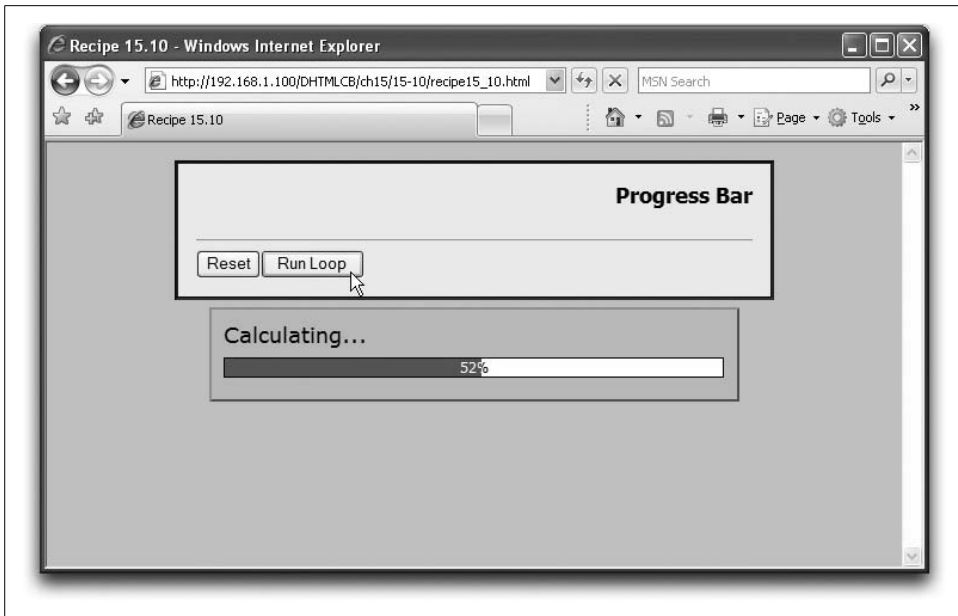 Recipe 15.10 - Windows Internet Explorer
http://192.168.1.100/DHTMLCB/ch15/15-10/recipe15_10.html
MSN Search
Recipe 15.10
Page
Tools
»
Progress Bar
Reset
Run Loop
Calculating...
52%